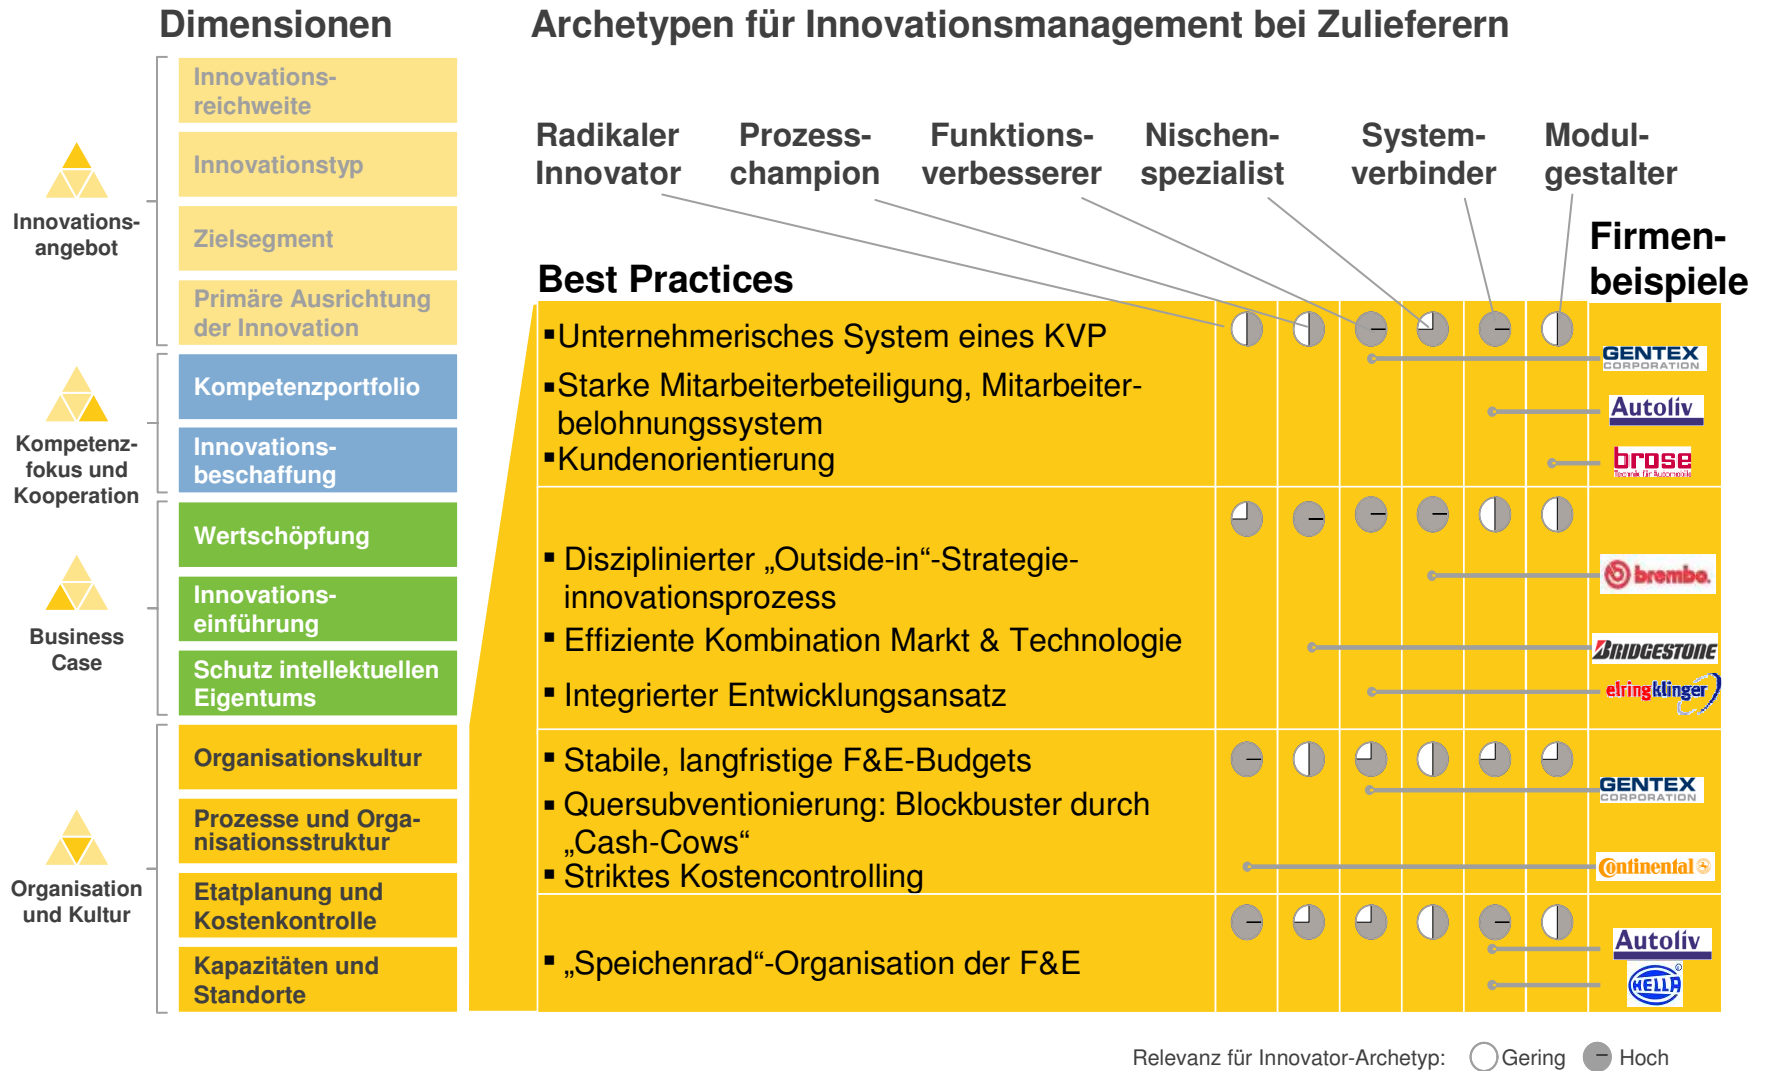 Dimensionen
Archetypen für Innovationsmanagement bei Zulieferern
Innovations-
reichweite
Innovationstyp
Zielsegment
Primäre Ausrichtung
der Innovation
Kompetenzportfolio
Innovations-
beschaffung
Wertschöpfung
Innovations-
einführung
Schutz intellektuellen
Eigentums
Organisationskultur
Prozesse und Orga-
nisationsstruktur
Etatplanung und
Kostenkontrolle
Kapazitäten und
Standorte
Innovations-
angebot
Kompetenz-
fokus und
Kooperation
Business
Case
Organisation
und Kultur
Radikaler
Innovator
Prozess-
champion
Funktions-
verbesserer
Nischen-
spezialist
System-
verbinder
Modul-
gestalter
Firmen-
beispiele
Best Practices
▪Unternehmerisches System eines KVP
▪Starke Mitarbeiterbeteiligung, Mitarbeiter-
belohnungssystem
▪Kundenorientierung
GENTEX
CORPORATION
Autoliv
brose
Technik für Automobile
▪ Disziplinierter „Outside-in“-Strategie-
innovationsprozess
▪ Effiziente Kombination Markt & Technologie
▪ Integrierter Entwicklungsansatz
brembo.
BRIDGESTONE
elringklinger
▪ Stabile, langfristige F&E-Budgets
▪ Quersubventionierung: Blockbuster durch
„Cash-Cows“
▪ Striktes Kostencontrolling
GENTEX
CORPORATION
Continental
▪ „Speichenrad“-Organisation der F&E
Autoliv
HELLA
Relevanz für Innovator-Archetyp: Gering Hoch